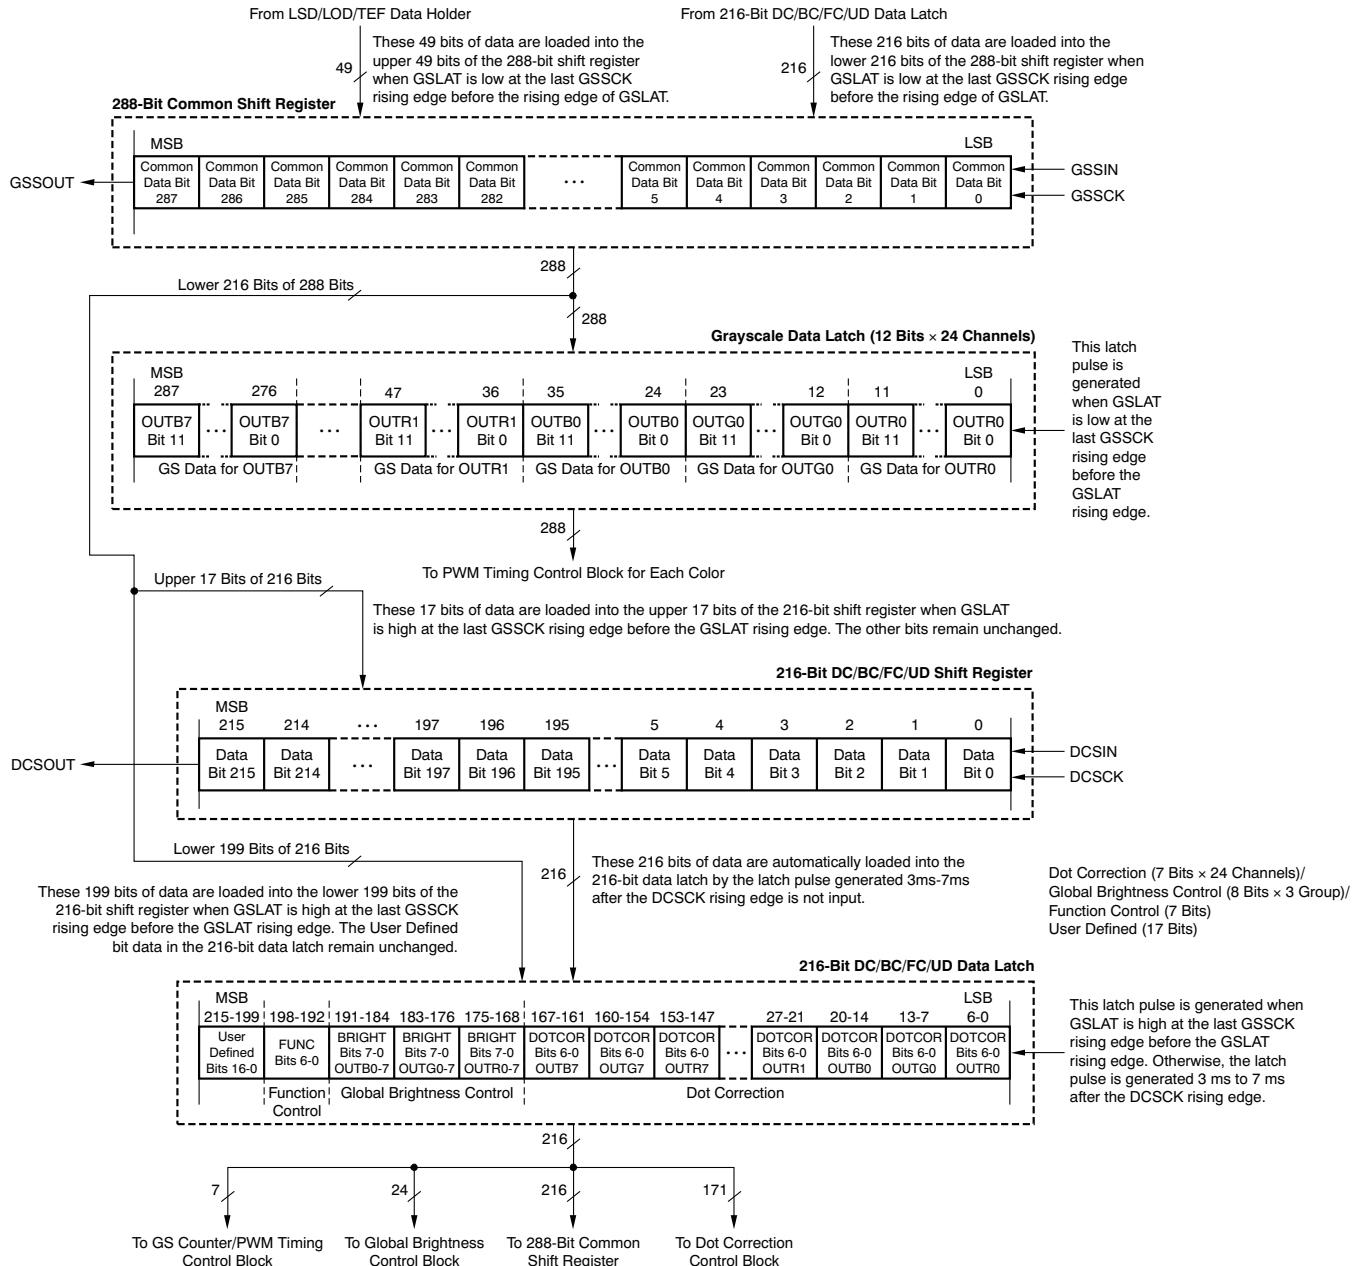 From LSD/LOD/TEF Data Holder
From 216-Bit DC/BC/FC/UD Data Latch
These 49 bits of data are loaded into the
upper 49 bits of the 288-bit shift register
when GSLAT is low at the last GSSCK
rising edge before the rising edge of GSLAT.
49
These 216 bits of data are loaded into the
lower 216 bits of the 288-bit shift register when
GSLAT is low at the last GSSCK rising edge
before the rising edge of GSLAT.
216
288-Bit Common Shift Register
MSB LSB
Common Data Bit 287
Common Data Bit 286
Common Data Bit 285
Common Data Bit 284
Common Data Bit 283
Common Data Bit 282
...
Common Data Bit 5
Common Data Bit 4
Common Data Bit 3
Common Data Bit 2
Common Data Bit 1
Common Data Bit 0
GSSOUT
GSSIN
GSSCK
288
Lower 216 Bits of 288 Bits
288
Grayscale Data Latch (12 Bits × 24 Channels)
MSB LSB
287 276 47 36 35 24 23 12 11 0
OUTB7 Bit 11
...
OUTB7 Bit 0
...
OUTR1 Bit 11
...
OUTR1 Bit 0
OUTB0 Bit 11
...
OUTB0 Bit 0
OUTG0 Bit 11
...
OUTG0 Bit 0
OUTR0 Bit 11
...
OUTR0 Bit 0
GS Data for OUTB7
GS Data for OUTR1
GS Data for OUTB0
GS Data for OUTG0
GS Data for OUTR0
This latch
pulse is
generated
when GSLAT
is low at the
last GSSCK
rising edge
before the
GSLAT
rising edge.
288
To PWM Timing Control Block for Each Color
Upper 17 Bits of 216 Bits
These 17 bits of data are loaded into the upper 17 bits of the 216-bit shift register when GSLAT
is high at the last GSSCK rising edge before the GSLAT rising edge. The other bits remain unchanged.
216-Bit DC/BC/FC/UD Shift Register
MSB
215 214 ... 197 196 195 5 4 3 2 1 0
Data Bit 215
Data Bit 214
...
Data Bit 197
Data Bit 196
Data Bit 195
...
Data Bit 5
Data Bit 4
Data Bit 3
Data Bit 2
Data Bit 1
Data Bit 0
DCSOUT
DCSIN
DCSCK
Lower 199 Bits of 216 Bits
These 199 bits of data are loaded into the lower 199 bits of the
216-bit shift register when GSLAT is high at the last GSSCK
rising edge before the GSLAT rising edge. The User Defined
bit data in the 216-bit data latch remain unchanged.
216
These 216 bits of data are automatically loaded into the
216-bit data latch by the latch pulse generated 3ms-7ms
after the DCSCK rising edge is not input.
Dot Correction (7 Bits × 24 Channels)/
Global Brightness Control (8 Bits × 3 Group)/
Function Control (7 Bits)
User Defined (17 Bits)
216-Bit DC/BC/FC/UD Data Latch
MSB LSB
215-199 198-192 191-184 183-176 175-168 167-161 160-154 153-147 27-21 20-14 13-7 6-0
User Defined Bits 16-0
FUNC Bits 6-0
BRIGHT Bits 7-0 OUTB0-7
BRIGHT Bits 7-0 OUTG0-7
BRIGHT Bits 7-0 OUTR0-7
DOTCOR Bits 6-0 OUTB7
DOTCOR Bits 6-0 OUTG7
DOTCOR Bits 6-0 OUTR7
...
DOTCOR Bits 6-0 OUTR1
DOTCOR Bits 6-0 OUTB0
DOTCOR Bits 6-0 OUTG0
DOTCOR Bits 6-0 OUTR0
Function Control
Global Brightness Control
Dot Correction
This latch pulse is generated when
GSLAT is high at the last GSSCK
rising edge before the GSLAT
rising edge. Otherwise, the latch
pulse is generated 3 ms to 7 ms
after the DCSCK rising edge.
216
7 24 216 171
To GS Counter/PWM Timing
Control Block
To Global Brightness
Control Block
To 288-Bit Common
Shift Register
To Dot Correction
Control Block